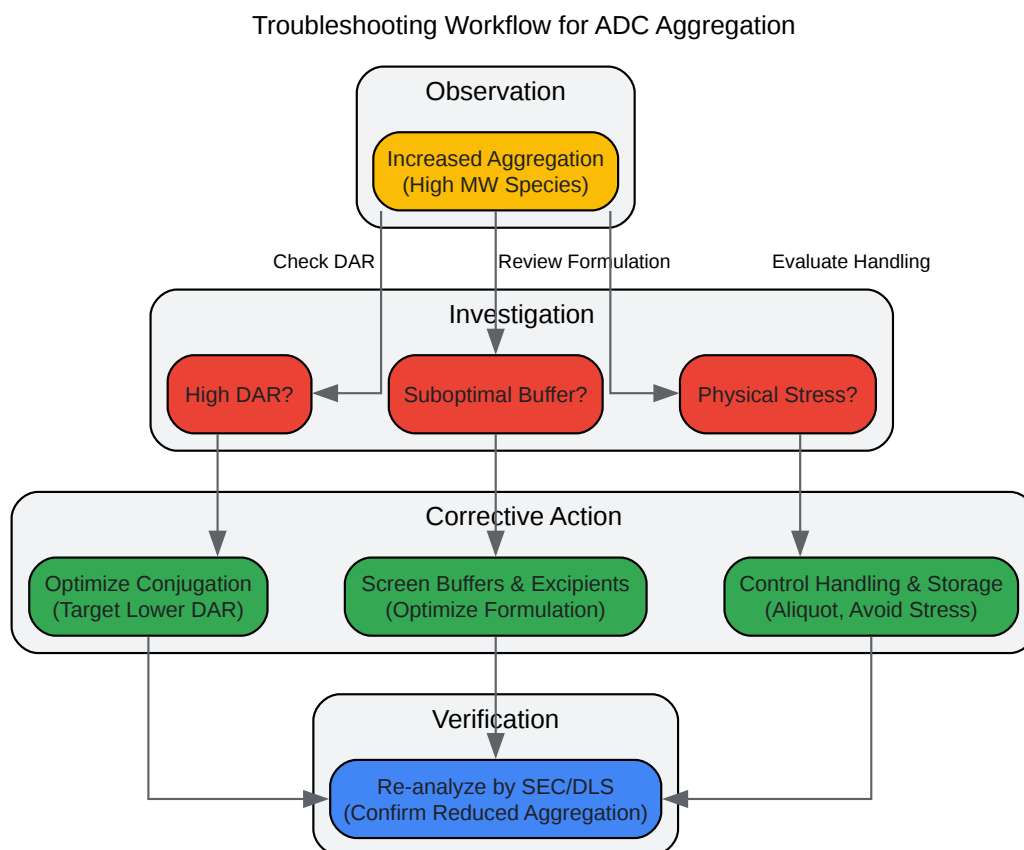 Troubleshooting Workflow for ADC Aggregation
Observation
Increased Aggregation
(High MW Species)
Check DAR
Review Formulation
Evaluate Handling
Investigation
High DAR?
Suboptimal Buffer?
Physical Stress?
Corrective Action
Optimize Conjugation
(Target Lower DAR)
Screen Buffers & Excipients
(Optimize Formulation)
Control Handling & Storage
(Aliquot, Avoid Stress)
Verification
Re-analyze by SEC/DLS
(Confirm Reduced Aggregation)